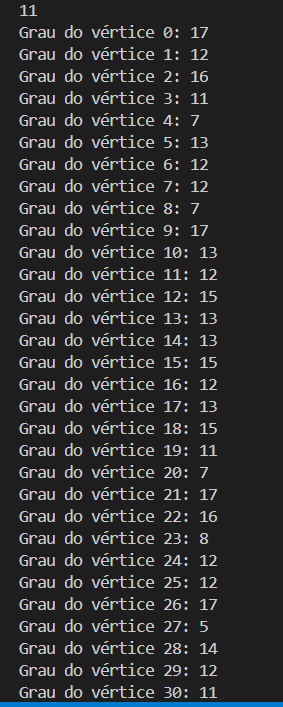 11
Grau do vértice 0: 17
Grau do vértice 1: 12
Grau do vértice 2: 16
Grau do vértice 3: 11
Grau do vértice 4: 7
Grau do vértice 5: 13
Grau do vértice 6: 12
Grau do vértice 7: 12
Grau do vértice 8: 7
Grau do vértice 9: 17
Grau do vértice 10: 13
Grau do vértice 11: 12
Grau do vértice 12: 15
Grau do vértice 13: 13
Grau do vértice 14: 13
Grau do vértice 15: 15
Grau do vértice 16: 12
Grau do vértice 17: 13
Grau do vértice 18: 15
Grau do vértice 19: 11
Grau do vértice 20: 7
Grau do vértice 21: 17
Grau do vértice 22: 16
Grau do vértice 23: 8
Grau do vértice 24: 12
Grau do vértice 25: 12
Grau do vértice 26: 17
Grau do vértice 27: 5
Grau do vértice 28: 14
Grau do vértice 29: 12
Grau do vértice 30: 11